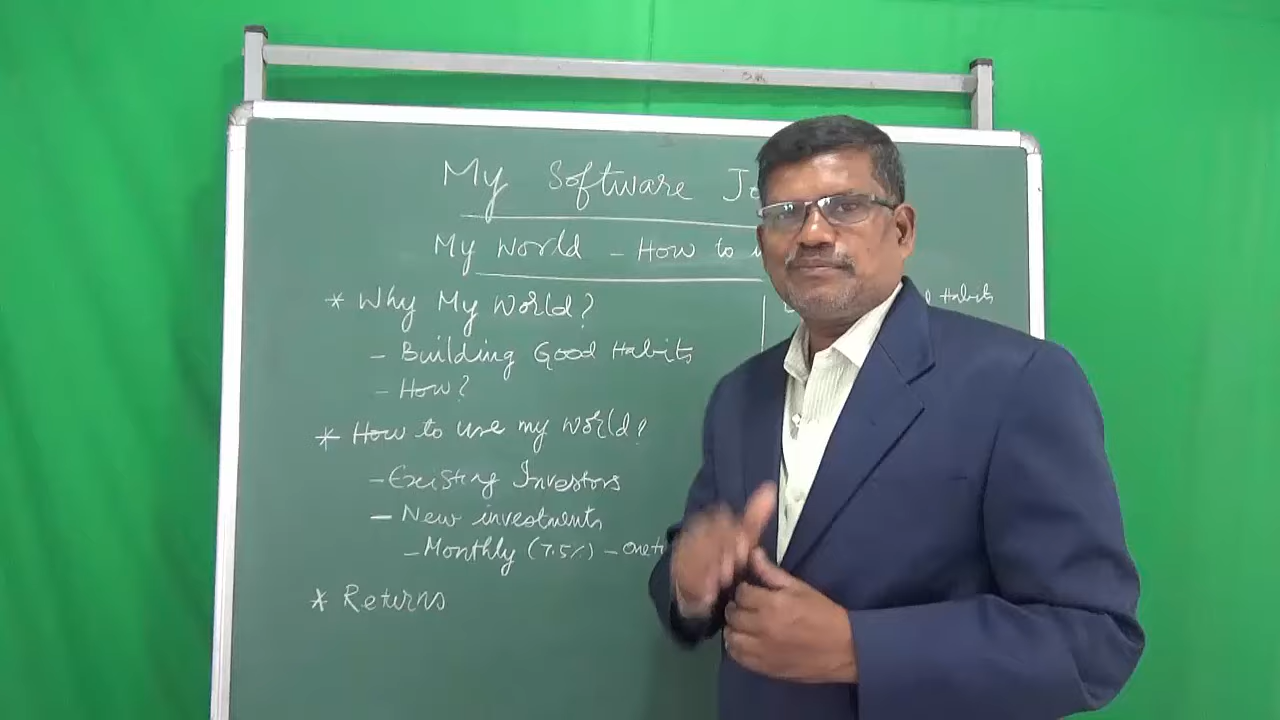 My Software Jo
My World - How to
* Why My World?
- Building Good Habits
- How?
* How to use my world?
- Existing Investors
- New investments
- Monthly (7.5%) - onet
* Returns
Habits